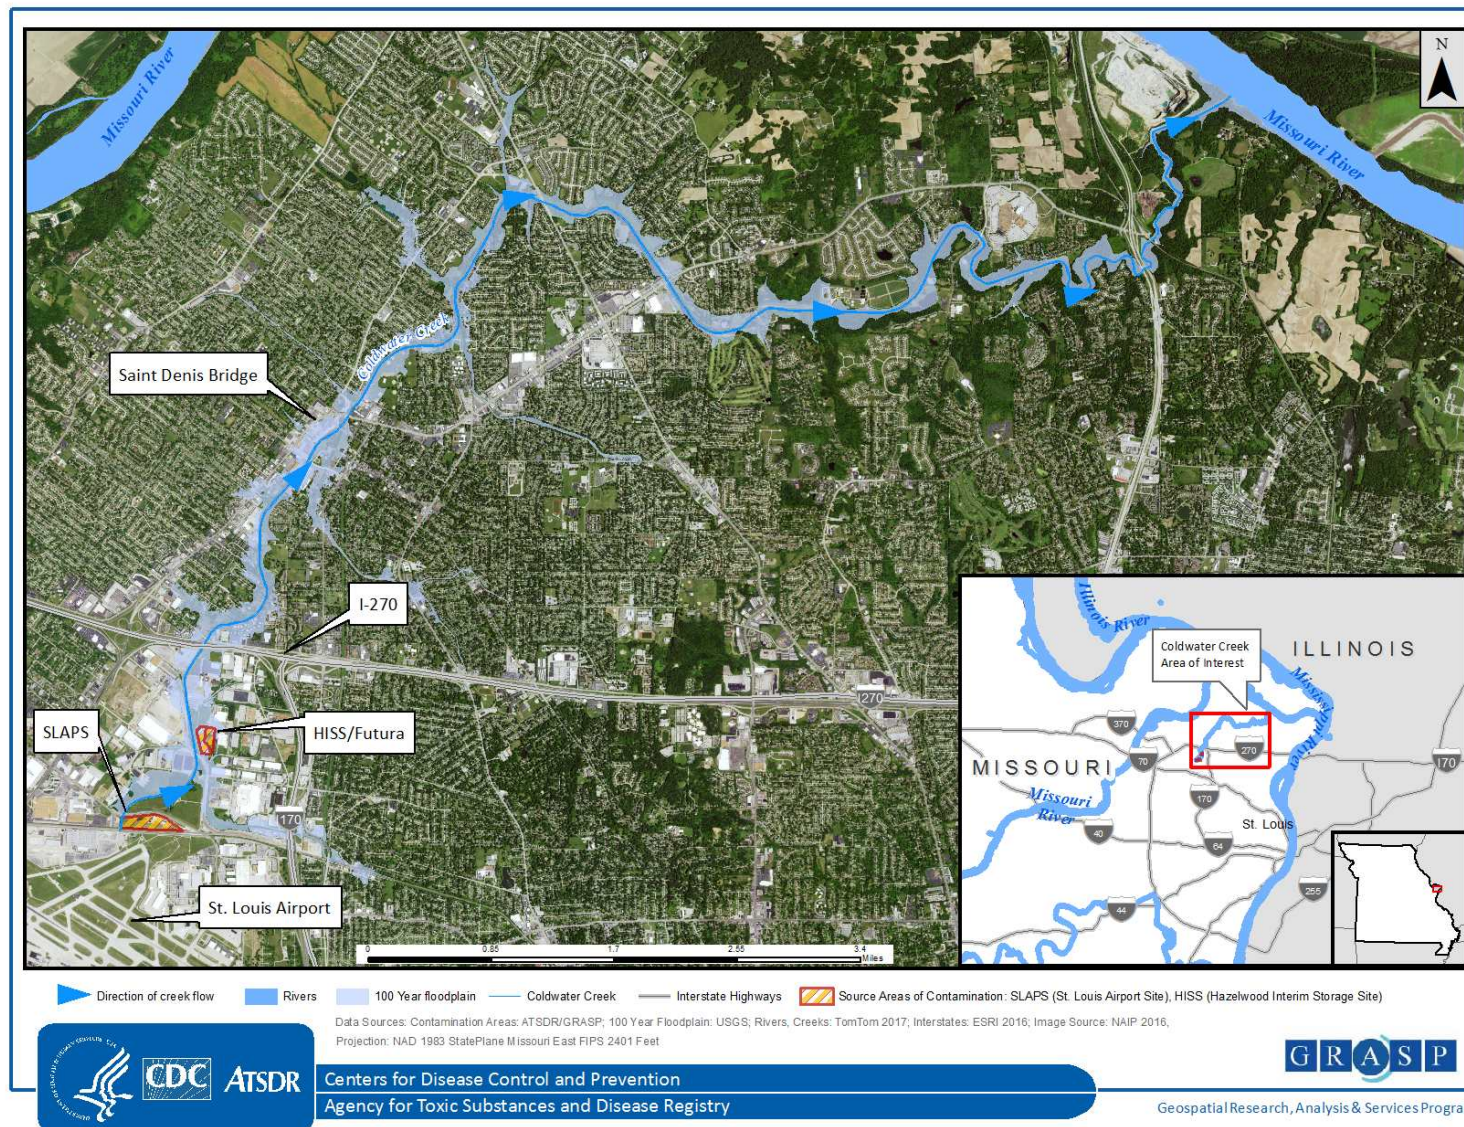 Missouri River
N
Missouri River
Coldwater Creek
Saint Denis Bridge
I-270
SLAPS
HISS/Futura
I270
I170
St. Louis Airport
0
0.85
1.7
2.55
3.4
Miles
Illinois River
Coldwater Creek
Area of Interest
ILLINOIS
Mississippi River
370
270
70
I70
MISSOURI
Missouri
River
170
St. Louis
40
64
255
44
Direction of creek flow
Rivers
100 Year floodplain
Coldwater Creek
Interstate Highways
Source Areas of Contamination: SLAPS (St. Louis Airport Site), HISS (Hazelwood Interim Storage Site)
Data Sources: Contamination Areas: ATSDR/GRASP; 100 Year Floodplain: USGS; Rivers, Creeks: TomTom 2017; Interstates: ESRI 2016; Image Source: NAIP 2016,
Projection: NAD 1983 StatePlane Missouri East FIPS 2401 Feet
CDC
ATSDR
Centers for Disease Control and Prevention
Agency for Toxic Substances and Disease Registry
GRASP
Geospatial Research, Analysis & Services Progra